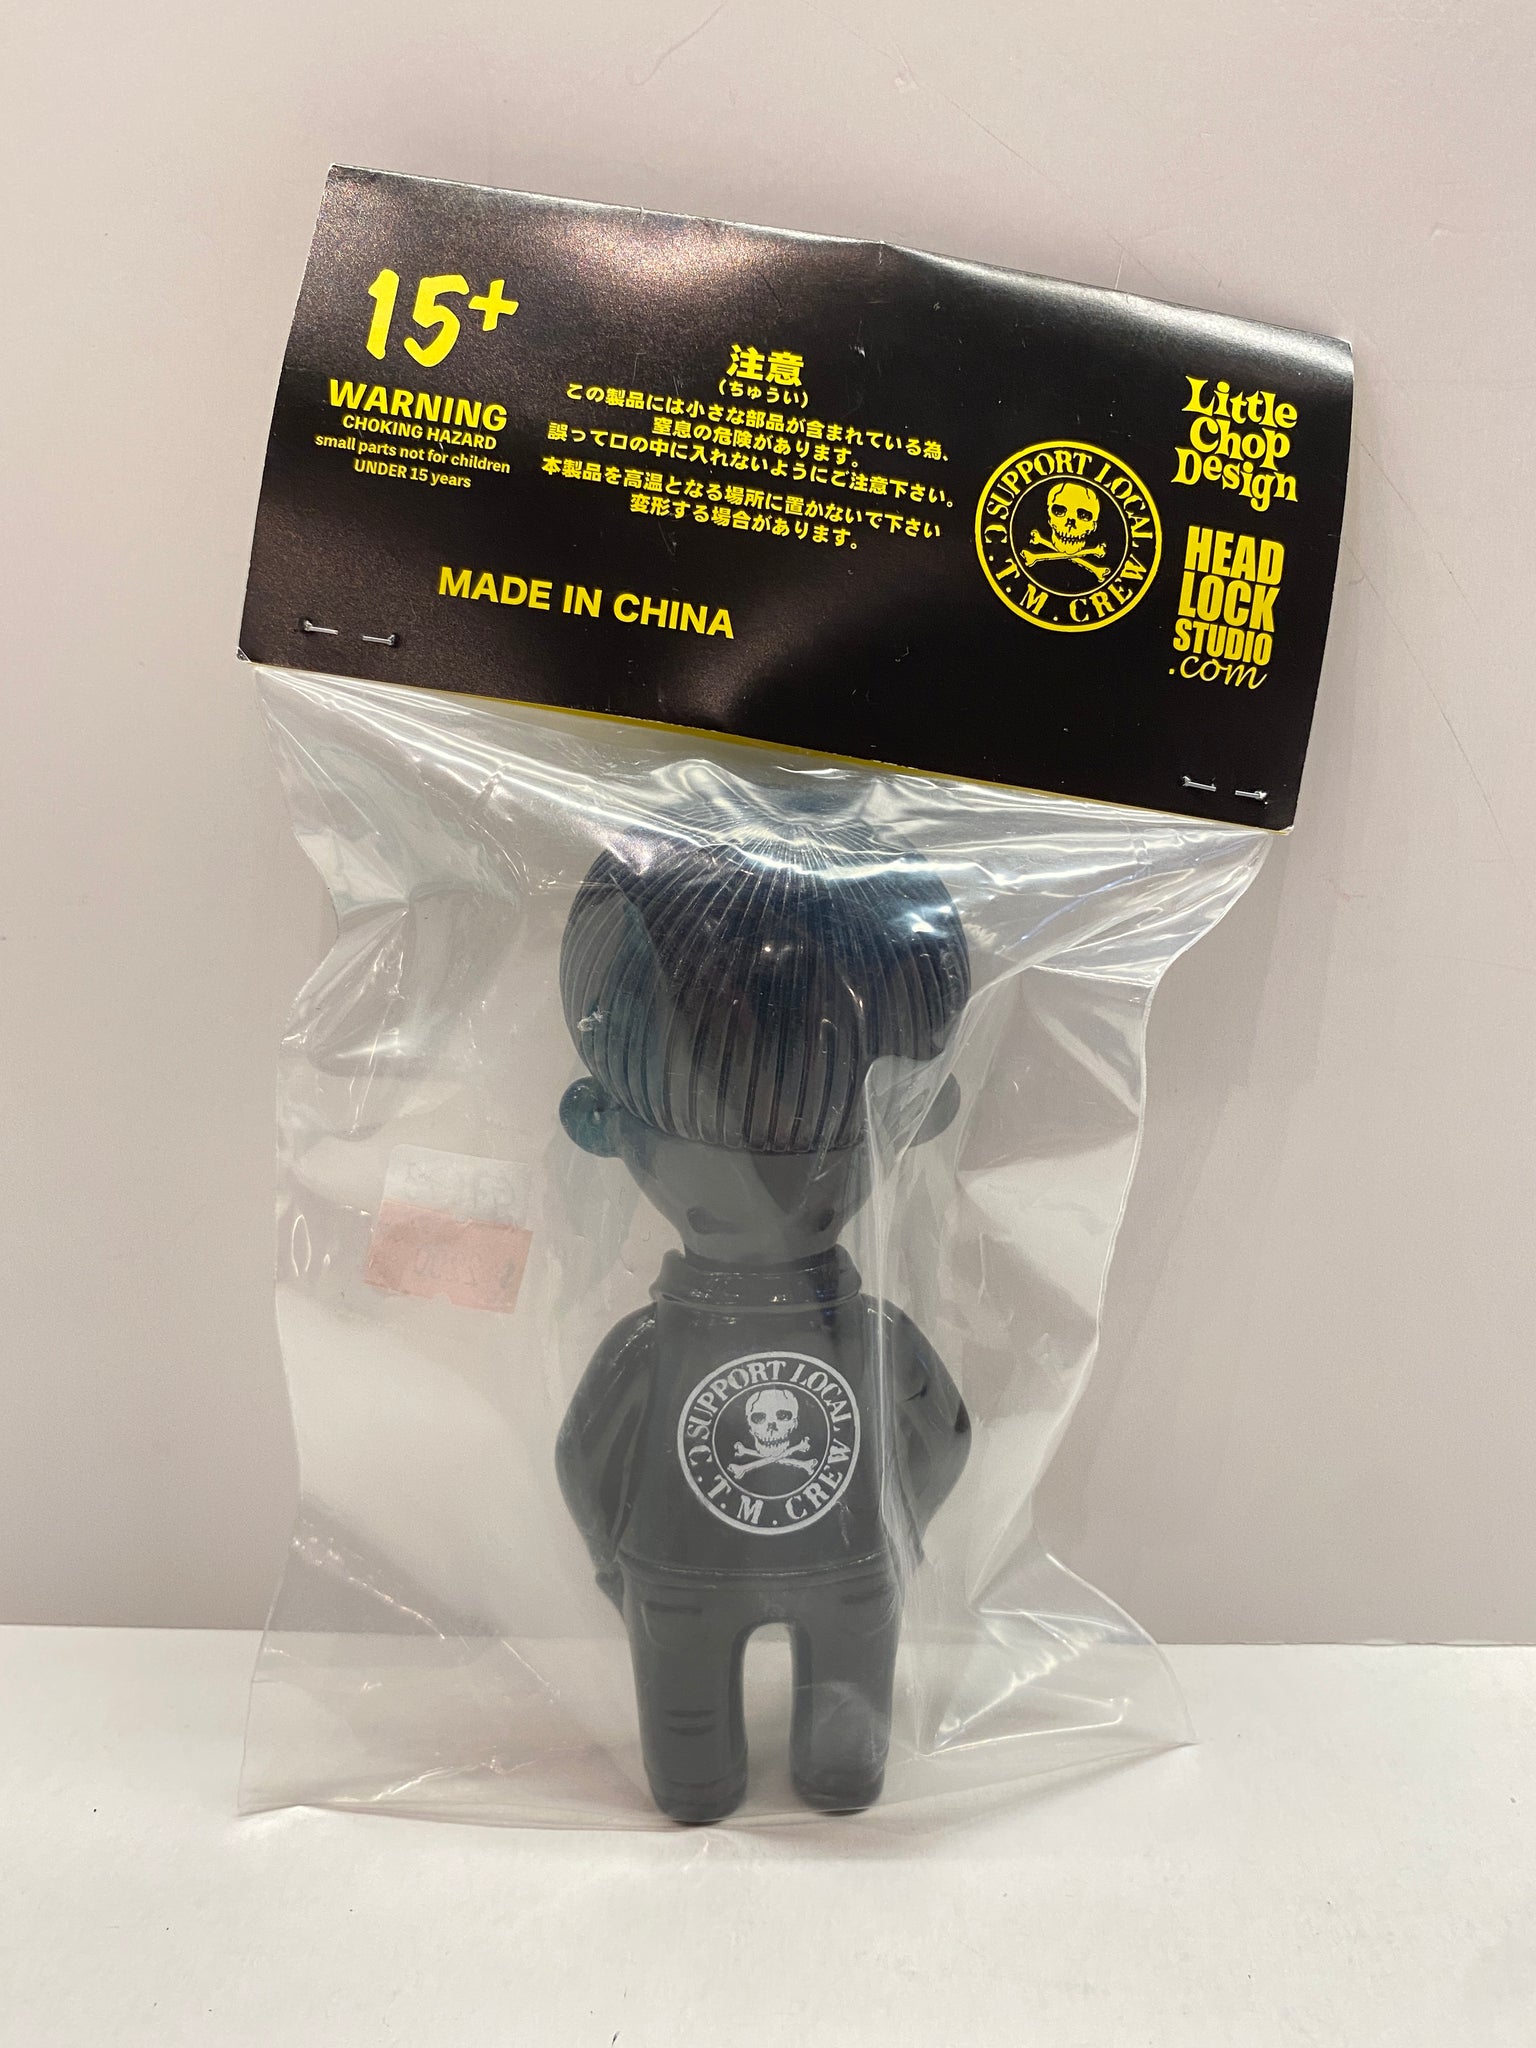 15+
WARNING
CHOKING HAZARD
small parts not for children
UNDER 15 years
注意
(ちゅうい)
この製品には小さな部品が含まれている為、
窒息の危険があります。
誤って口の中に入れないようにご注意下さい。
本製品を高温となる場所に置かないで下さい
変形する場合があります。
MADE IN CHINA
SUPPORT LOCAL
C.T.M.CREW
Little
Chop
Design
HEAD
LOCK
STUDIO
.com
SUPPORT LOCAL
C.T.M.CREW